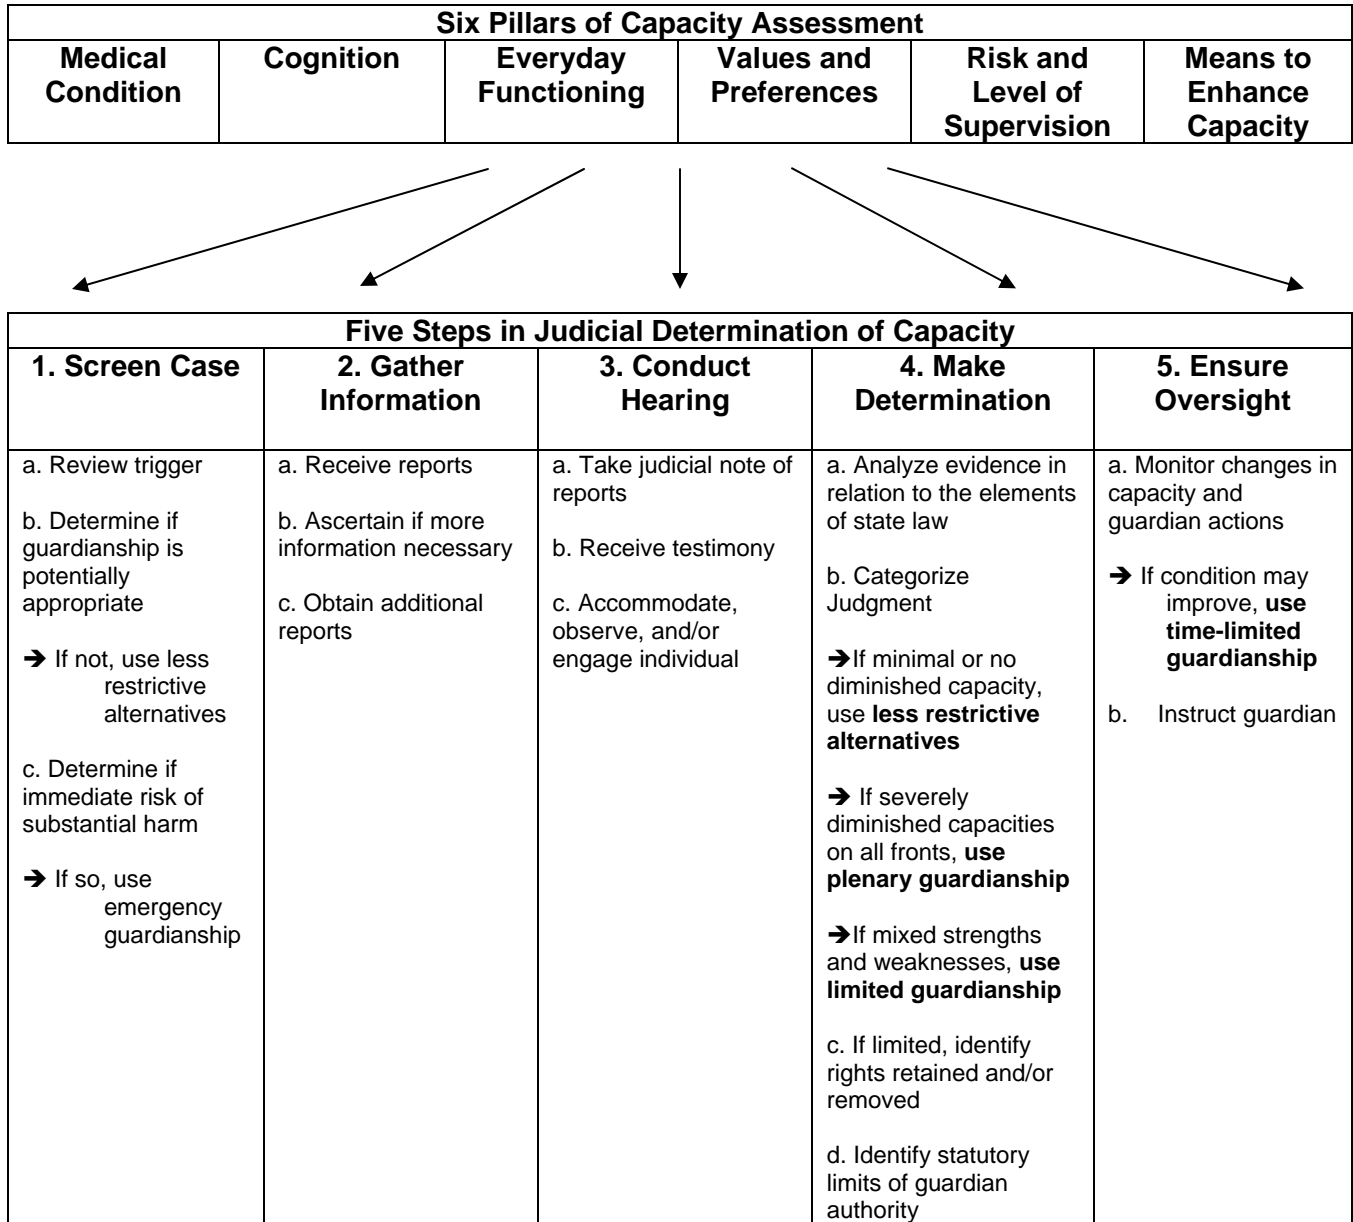 Six Pillars of Capacity Assessment
Medical
Condition
Cognition
Everyday
Functioning
Values and
Preferences
Risk and
Level of
Supervision
Means to
Enhance
Capacity
Five Steps in Judicial Determination of Capacity
1. Screen Case
2. Gather
Information
3. Conduct
Hearing
4. Make
Determination
5. Ensure
Oversight
a. Review trigger
b. Determine if
guardianship is
potentially
appropriate
➔ If not, use less
restrictive
alternatives
c. Determine if
immediate risk of
substantial harm
➔ If so, use
emergency
guardianship
a. Receive reports
b. Ascertain if more
information necessary
c. Obtain additional
reports
a. Take judicial note of
reports
b. Receive testimony
c. Accommodate,
observe, and/or
engage individual
a. Analyze evidence in
relation to the elements
of state law
b. Categorize
Judgment
➔If minimal or no
diminished capacity,
use less restrictive
alternatives
➔ If severely
diminished capacities
on all fronts, use
plenary guardianship
➔If mixed strengths
and weaknesses, use
limited guardianship
c. If limited, identify
rights retained and/or
removed
d. Identify statutory
limits of guardian
authority
a. Monitor changes in
capacity and
guardian actions
➔ If condition may
improve, use
time-limited
guardianship
b. Instruct guardian